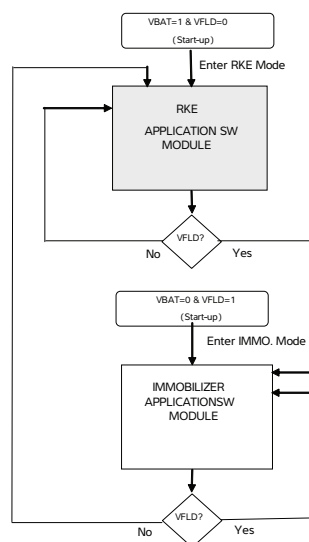 VBAT=1 & VFLD=0
(Start-up)
Enter RKE Mode
RKE
APPLICATION SW
MODULE
VFLD?
No
Yes
VBAT=0 & VFLD=1
(Start-up)
Enter IMMO. Mode
IMMOBILIZER
APPLICATIONSW
MODULE
VFLD?
No
Yes